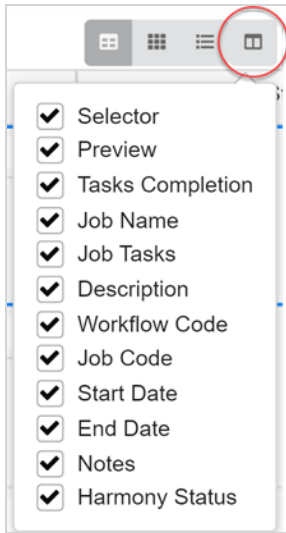 Selector
Preview
Tasks Completion
Job Name
Job Tasks
Description
Workflow Code
Job Code
Start Date
End Date
Notes
Harmony Status